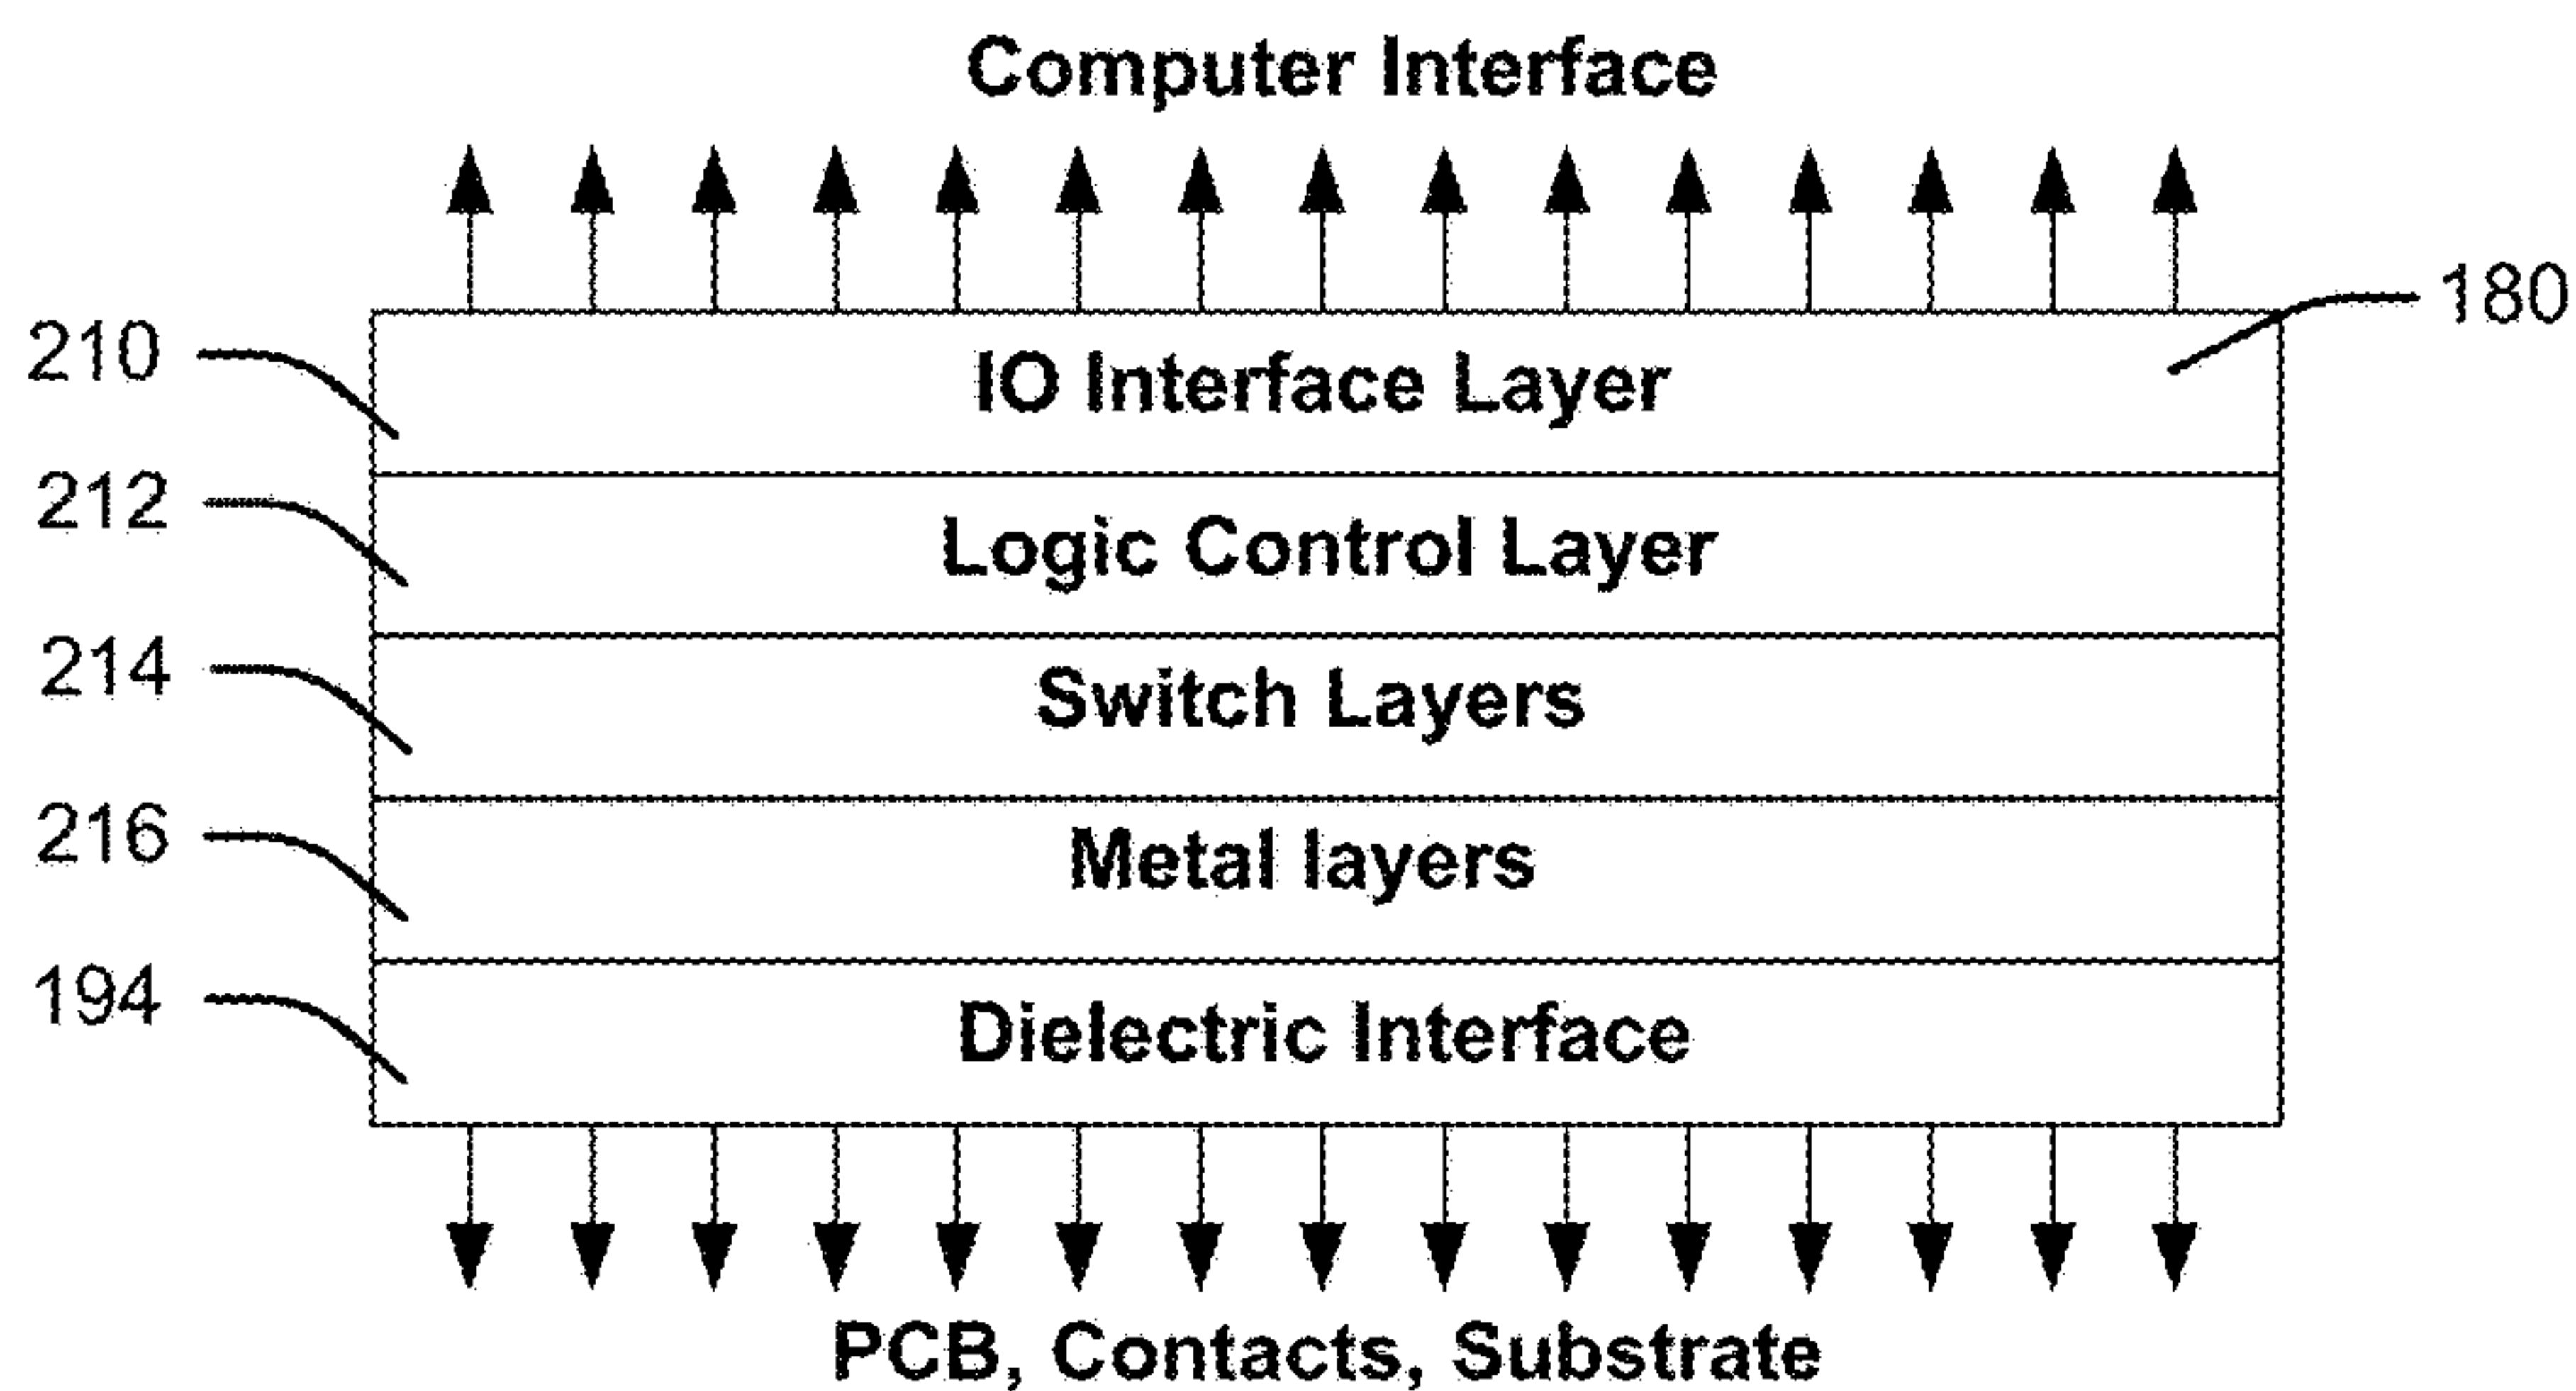 Computer Interface
180
210
IO Interface Layer
212
Logic Control Layer
214
Switch Layers
216
Metal layers
194
Dielectric Interface
PCB, Contacts, Substrate